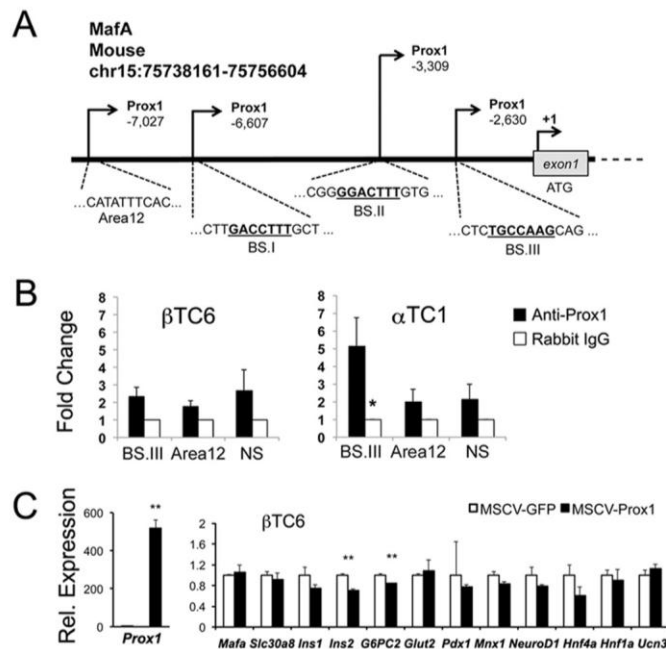 A
MafA
Mouse
chr15:75738161-75756604
Prox1
-7,027
Prox1
-6,607
Prox1
-3,309
Prox1
-2,630
+1
exon1
ATG
...CATATTTCAC...
Area12
...CTTGACCTTTGCT ...
BS.I
...CGGGGACTTTGTG ...
BS.II
...CTCTGCCAAGCAG ...
BS.III
B
Fold Change
βTC6
8
7
6
5
4
3
2
1
0
BS.III Area12 NS
αTC1
8
7
6
5
4
3
2
1
0
*
BS.III Area12 NS
Anti-Prox1
Rabbit IgG
C
Rel. Expression
600
400
200
0
**
Prox1
βTC6
MSCV-GFP MSCV-Prox1
2
1.6
1.2
0.8
0.4
0
** **
Mafa Slc30a8 Ins1 Ins2 G6PC2 Glut2 Pdx1 Mnx1 NeuroD1 Hnf4a Hnf1a Ucn3